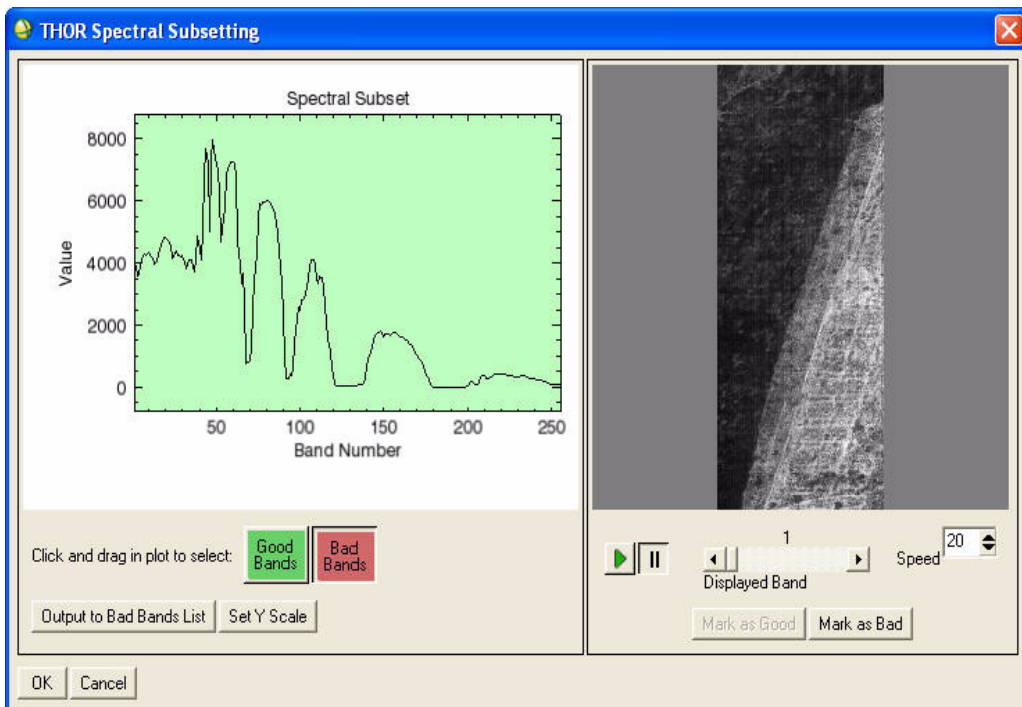 THOR Spectral Subsetting
Spectral Subset
8000
6000
4000
2000
0
Value
50 100 150 200 250
Band Number
Click and drag in plot to select:
Good
Bands
Bad
Bands
Output to Bad Bands List
Set Y Scale
1
Displayed Band
Speed
20
Mark as Good
Mark as Bad
OK
Cancel